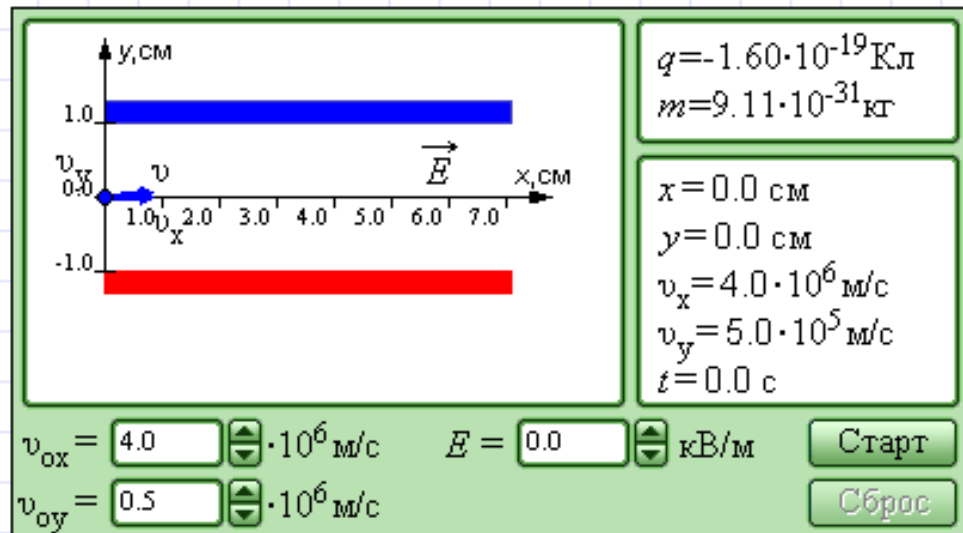 y,см
1.0
υy
0.0
υ
E
x,см
1.0 2.0 3.0 4.0 5.0 6.0 7.0
υx
-1.0
q=-1.60·10⁻¹⁹Кл
m=9.11·10⁻³¹кг
x=0.0 см
y=0.0 см
υx=4.0·10⁶м/с
υy=5.0·10⁵м/с
t=0.0 с
υox= 4.0 ·10⁶м/с E= 0.0 кВ/м Старт
υoy= 0.5 ·10⁶м/с Сброс